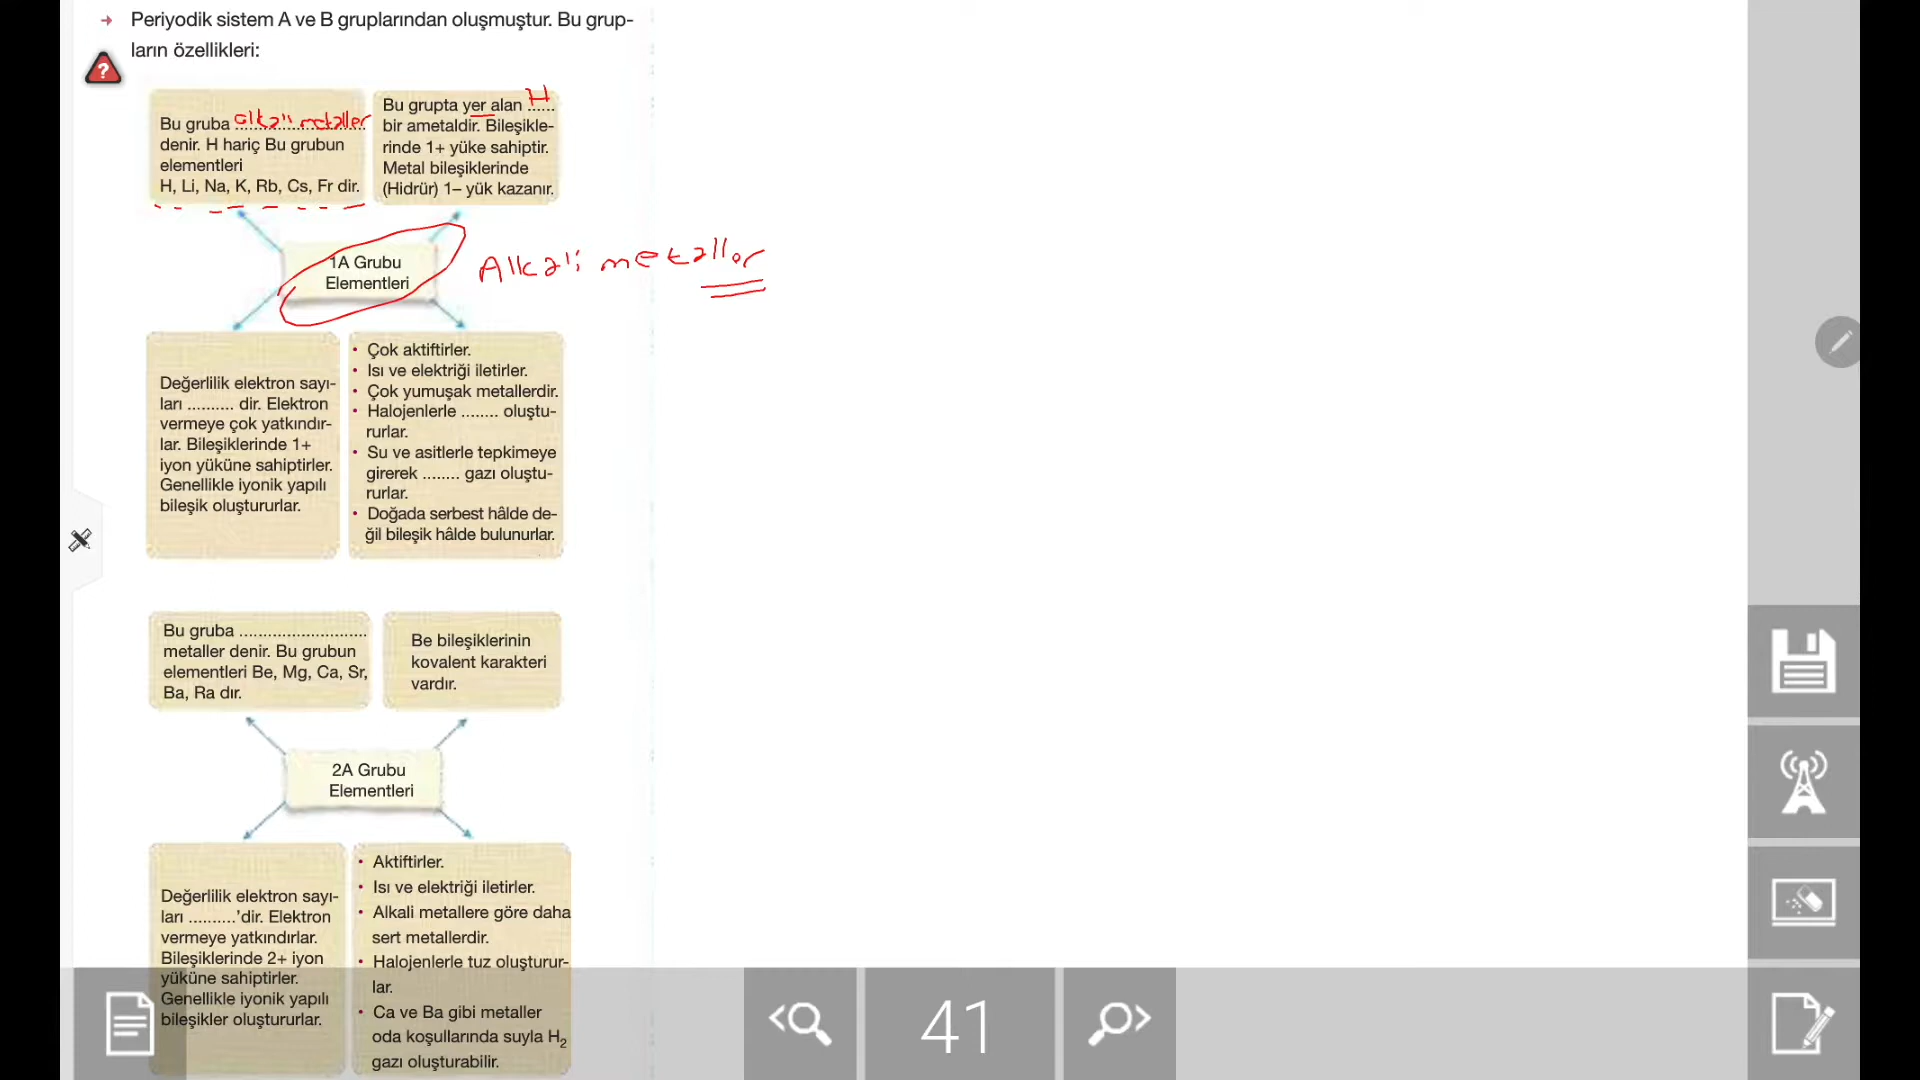 Periyodik sistem A ve B gruplarından oluşmuştur. Bu grup-
ların özellikleri:
Bu gruba alkali metaller
denir. H hariç Bu grubun
elementleri
H, Li, Na, K, Rb, Cs, Fr dir.
Bu grupta yer alan H
bir ametaldir. Bileşikle-
rinde 1+ yüke sahiptir.
Metal bileşiklerinde
(Hidrür) 1– yük kazanır.
1A Grubu
Elementleri
Alkali metaller
Değerlilik elektron sayı-
ları .......... dir. Elektron
vermeye çok yatkındır-
lar. Bileşiklerinde 1+
iyon yüküne sahiptirler.
Genellikle iyonik yapılı
bileşik oluştururlar.
• Çok aktiftirler.
• Isı ve elektriği iletirler.
• Çok yumuşak metallerdir.
• Halojenlerle ........ oluştu-
rurlar.
• Su ve asitlerle tepkimeye
girerek ........ gazı oluştu-
rurlar.
• Doğada serbest hâlde de-
ğil bileşik hâlde bulunurlar.
Bu gruba ...........................
metaller denir. Bu grubun
elementleri Be, Mg, Ca, Sr,
Ba, Ra dır.
Be bileşiklerinin
kovalent karakteri
vardır.
2A Grubu
Elementleri
Değerlilik elektron sayı-
ları ..........'dir. Elektron
vermeye yatkındırlar.
Bileşiklerinde 2+ iyon
yüküne sahiptirler.
Genellikle iyonik yapılı
bileşikler oluştururlar.
• Aktiftirler.
• Isı ve elektriği iletirler.
• Alkali metallere göre daha
sert metallerdir.
• Halojenlerle tuz oluşturur-
lar.
• Ca ve Ba gibi metaller
oda koşullarında suyla H₂
gazı oluşturabilir.
41